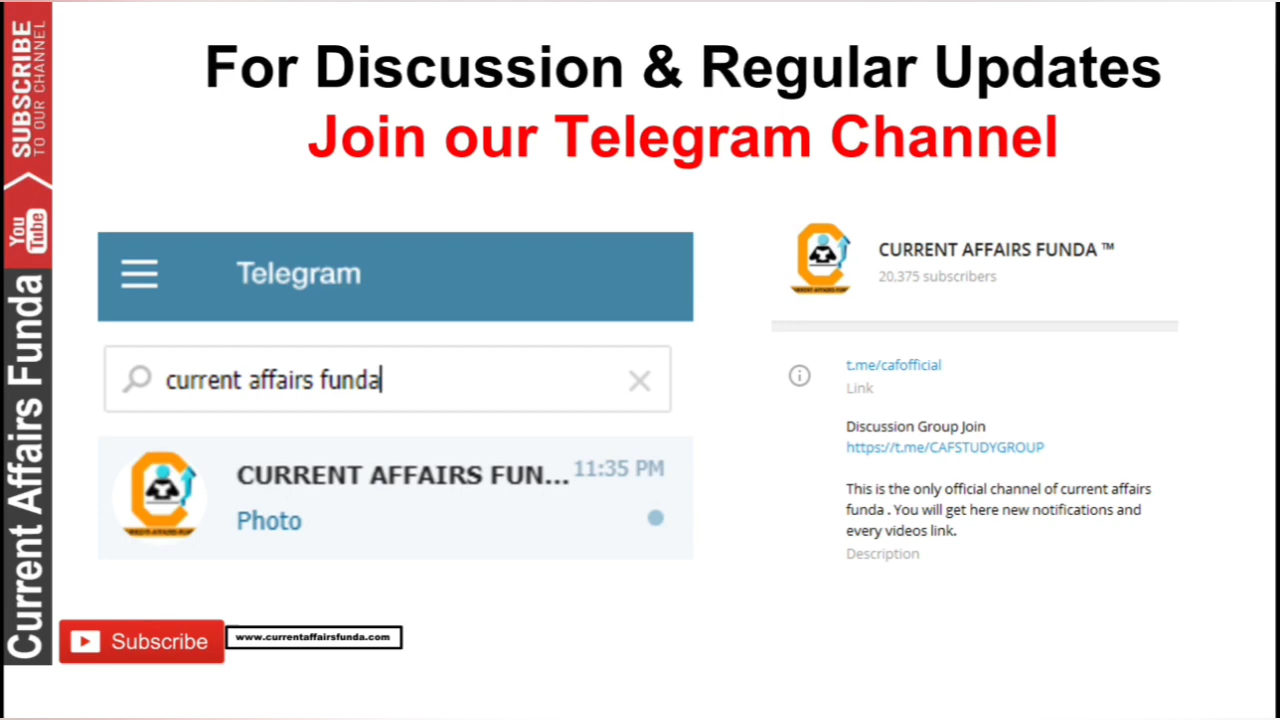 For Discussion & Regular Updates
Join our Telegram Channel
SUBSCRIBE
TO OUR CHANNEL
You
Tube
Current Affairs Funda
Telegram
current affairs funda
CURRENT AFFAIRS FUN...
11:35 PM
Photo
CURRENT AFFAIRS FUNDA ™
20,375 subscribers
t.me/cafofficial
Link
Discussion Group Join
https://t.me/CAFSTUDYGROUP
This is the only official channel of current affairs
funda . You will get here new notifications and
every videos link.
Description
Subscribe
www.currentaffairsfunda.com